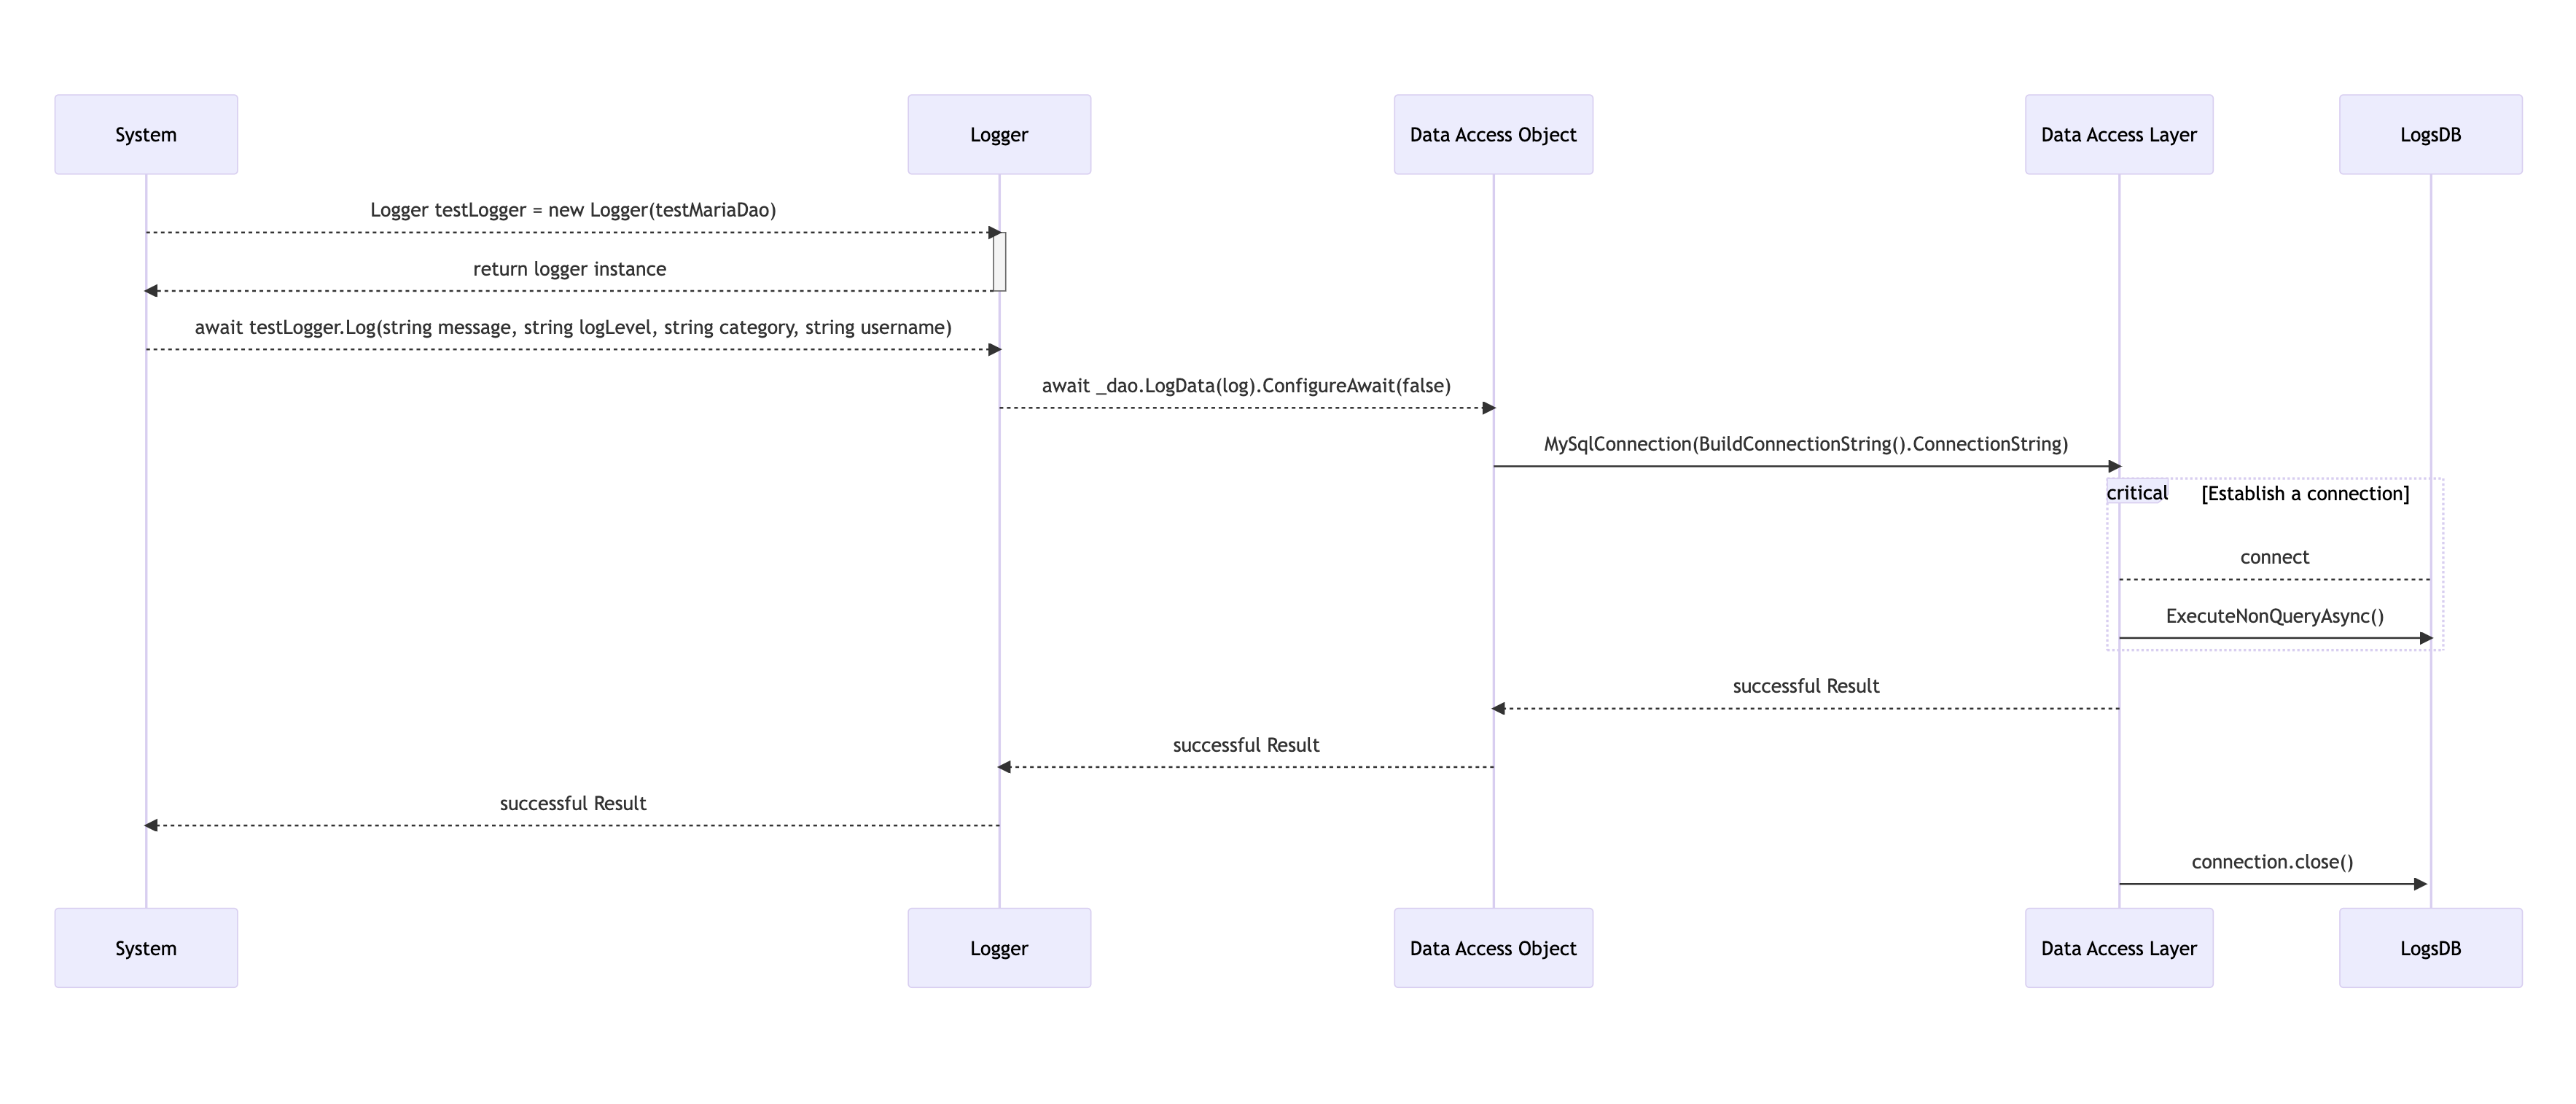 System
Logger
Data Access Object
Data Access Layer
LogsDB
Logger testLogger = new Logger(testMariaDao)
return logger instance
await testLogger.Log(string message, string logLevel, string category, string username)
await _dao.LogData(log).ConfigureAwait(false)
MySqlConnection(BuildConnectionString().ConnectionString)
critical
[Establish a connection]
connect
ExecuteNonQueryAsync()
successful Result
successful Result
successful Result
connection.close()
System
Logger
Data Access Object
Data Access Layer
LogsDB